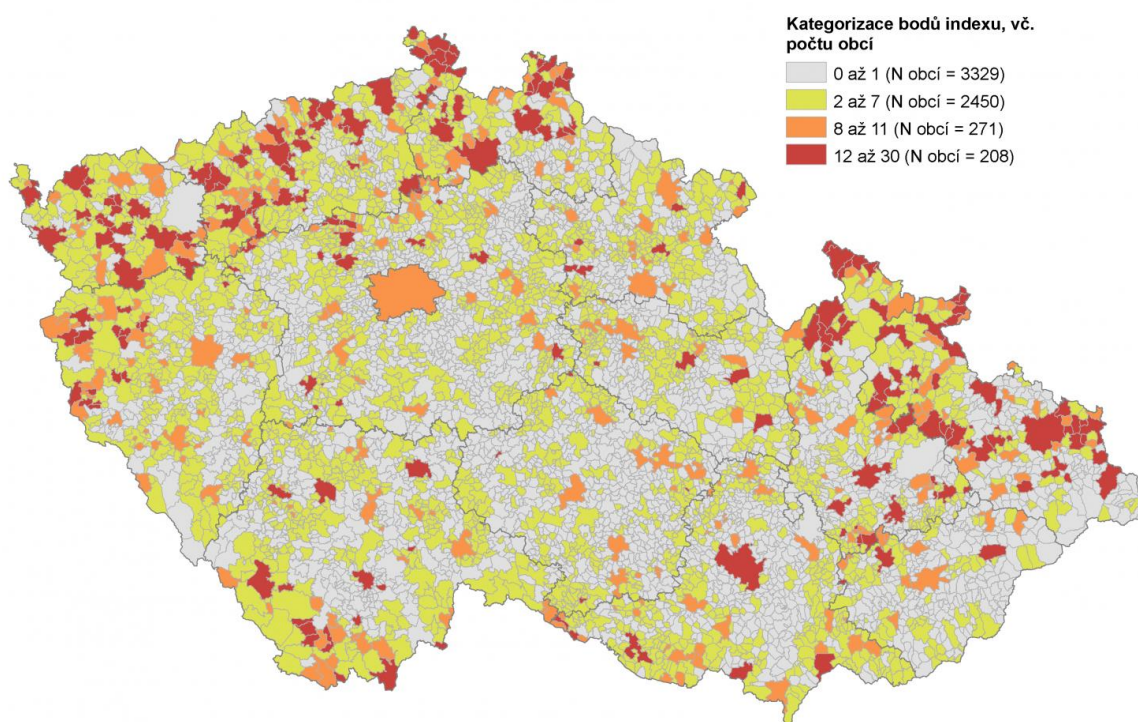 Kategorizace bodů indexu, vč.
počtu obcí
0 až 1 (N obcí = 3329)
2 až 7 (N obcí = 2450)
8 až 11 (N obcí = 271)
12 až 30 (N obcí = 208)